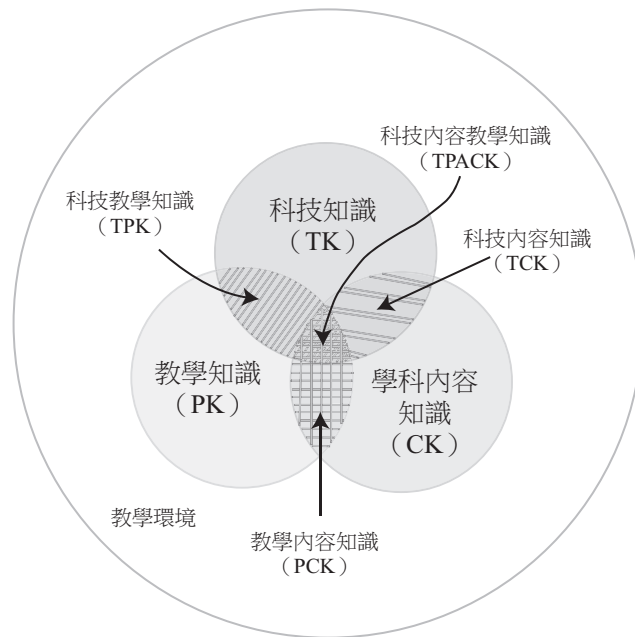 科技內容教學知識
（TPACK）
科技教學知識
（TPK）
科技知識
（TK）
科技內容知識
（TCK）
教學知識
（PK）
學科內容
知識
（CK）
教學環境
教學內容知識
（PCK）